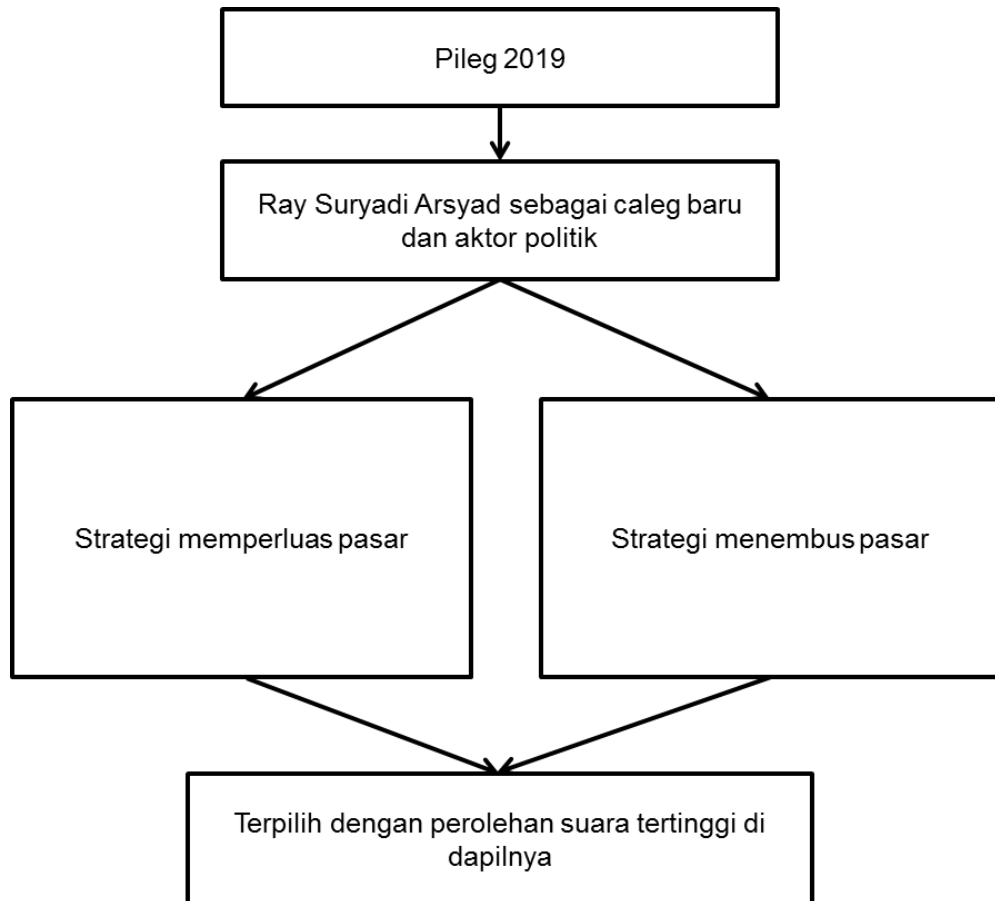 Pileg 2019
Ray Suryadi Arsyad sebagai caleg baru
dan aktor politik
Strategi memperluas pasar
Strategi menembus pasar
Terpilih dengan perolehan suara tertinggi di
dapilnya